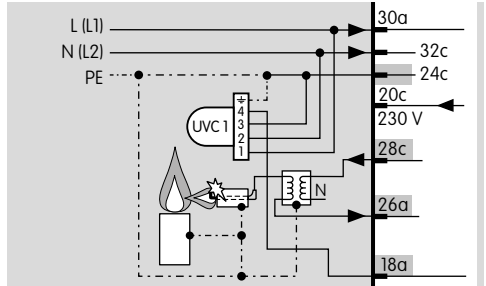 L (L1)
30a
N (L2)
32c
PE
24c
20c
230 V
4
3
2
1
UVC 1
28c
N
26a
18a